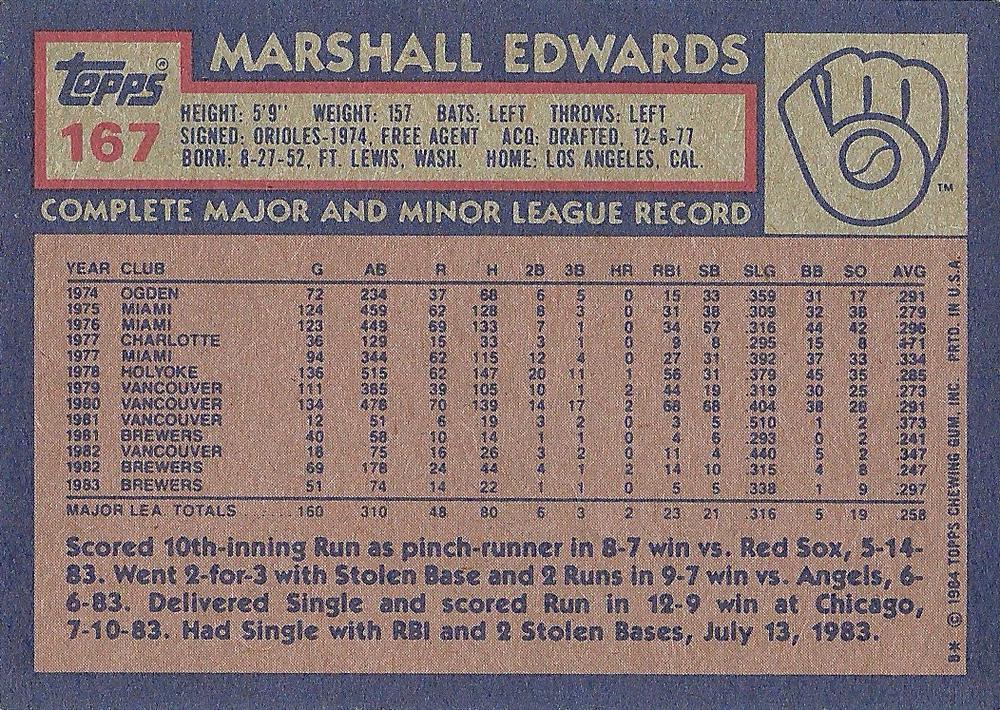 MARSHALL EDWARDS
Topps®
167
HEIGHT: 5'9" WEIGHT: 157 BATS: LEFT THROWS: LEFT
SIGNED: ORIOLES-1974, FREE AGENT ACQ: DRAFTED, 12-6-77
BORN: 8-27-52, FT. LEWIS, WASH. HOME: LOS ANGELES, CAL.
TM
COMPLETE MAJOR AND MINOR LEAGUE RECORD
YEAR CLUB G AB R H 2B 3B HR RBI SB SLG BB SO AVG
1974 OGDEN 72 234 37 68 6 5 0 15 33 .359 31 17 .291
1975 MIAMI 124 459 62 128 8 3 0 31 38 .309 32 38 .279
1976 MIAMI 123 449 69 133 7 1 0 34 57 .316 44 42 .296
1977 CHARLOTTE 36 129 15 33 3 1 0 9 8 .295 15 8
1977 MIAMI 94 344 62 115 12 4 0 27 31 .392 37 33 .334
1978 HOLYOKE 136 515 62 147 20 11 1 56 31 .379 45 35 .285
1979 VANCOUVER 111 385 39 105 10 1 2 44 19 .319 30 25 .273
1980 VANCOUVER 134 478 70 139 14 17 2 68 68 .404 38 28 .291
1981 VANCOUVER 12 51 6 19 3 2 0 3 5 .510 1 2 .373
1981 BREWERS 40 58 10 14 1 1 0 4 6 .293 0 2 .241
1982 VANCOUVER 18 75 16 26 3 2 0 11 4 .440 5 2 .347
1982 BREWERS 69 178 24 44 4 1 2 14 10 .315 4 8 .247
1983 BREWERS 51 74 14 22 1 1 0 5 5 .338 1 9 .297
MAJOR LEA. TOTALS ....... 160 310 48 80 6 3 2 23 21 .316 5 19 .258
Scored 10th-inning Run as pinch-runner in 8-7 win vs. Red Sox, 5-14-
83. Went 2-for-3 with Stolen Base and 2 Runs in 9-7 win vs. Angels, 6-
6-83. Delivered Single and scored Run in 12-9 win at Chicago,
7-10-83. Had Single with RBI and 2 Stolen Bases, July 13, 1983.
B* © 1984 TOPPS CHEWING GUM, INC. PRTD. IN U.S.A.